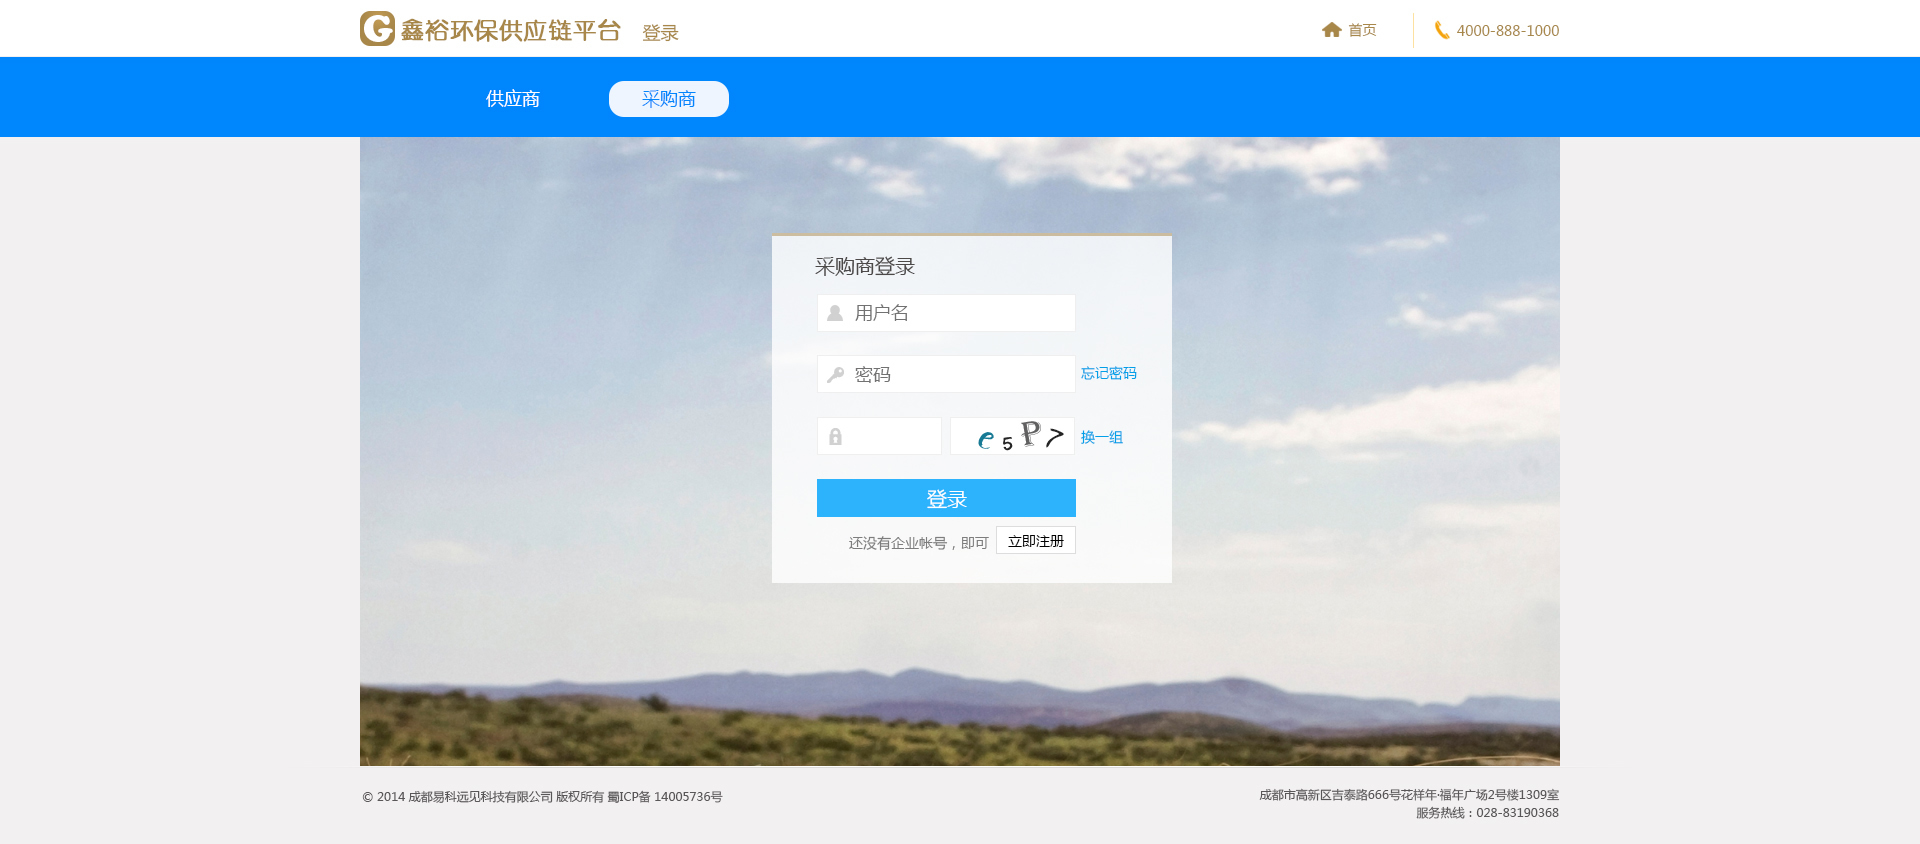 鑫裕环保供应链平台 登录 首页 4000-888-1000
供应商 采购商
采购商登录
用户名
密码 忘记密码
e5P7 换一组
登录
还没有企业帐号，即可 立即注册
© 2014 成都易科远见科技有限公司 版权所有 蜀ICP备 14005736号
成都市高新区吉泰路666号花样年·福年广场2号楼1309室
服务热线：028-83190368